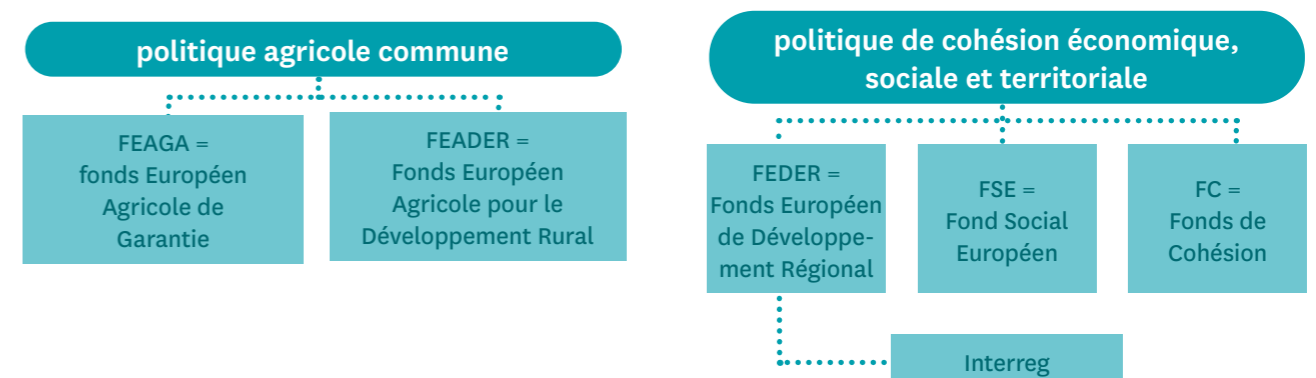 politique agricole commune
FEAGA =
fonds Européen
Agricole de
Garantie
FEADER =
Fonds Européen
Agricole pour le
Développement Rural
politique de cohésion économique,
sociale et territoriale
FEDER =
Fonds Européen
de Développe-
ment Régional
FSE =
Fond Social
Européen
FC =
Fonds de
Cohésion
Interreg